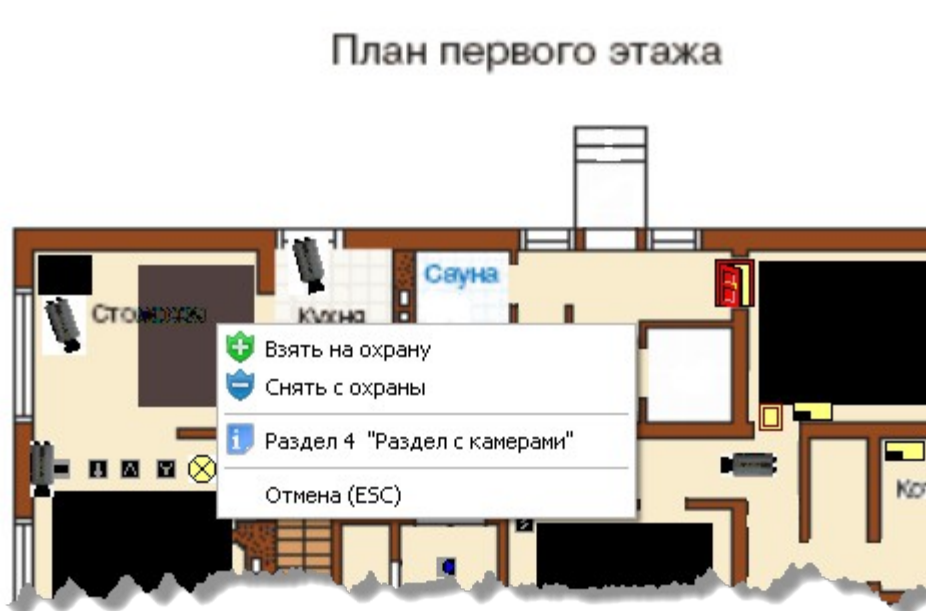 План первого этажа
Сауна
Кухня
Взять на охрану
Снять с охраны
Раздел 4 "Раздел с камерами"
Отмена (ESC)